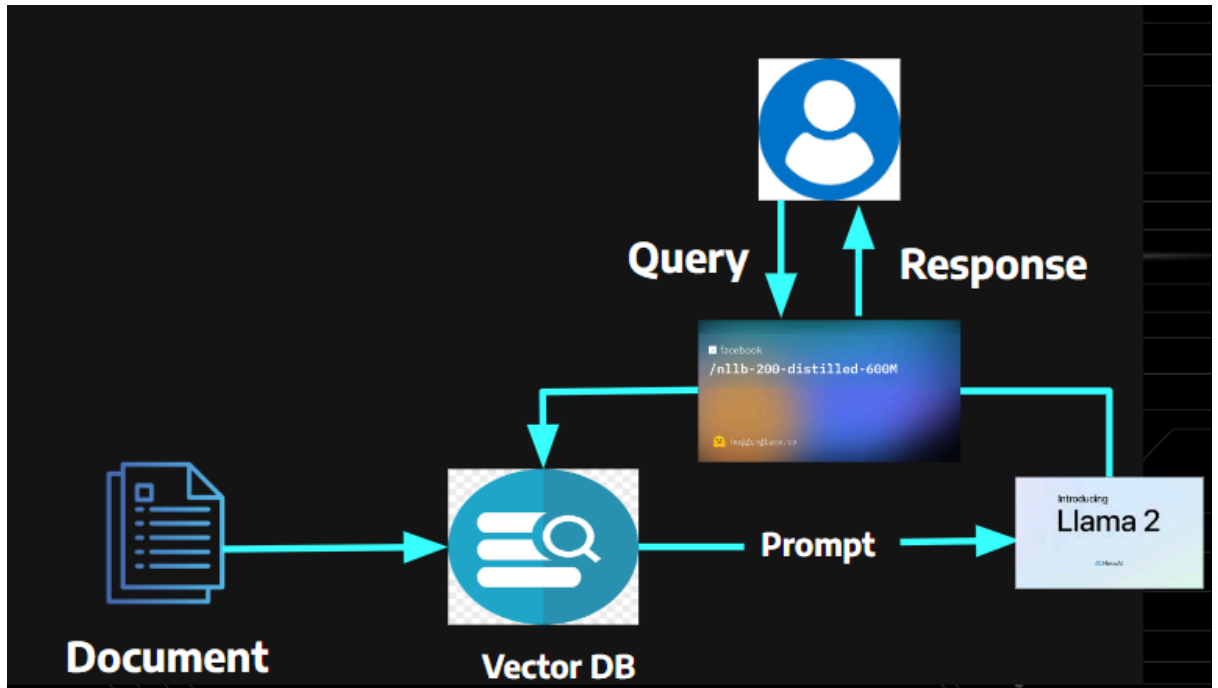 Query
Response
facebook
/nllb-200-distilled-600M
huggingface.co
Introducing
Llama 2
Prompt
Document
Vector DB